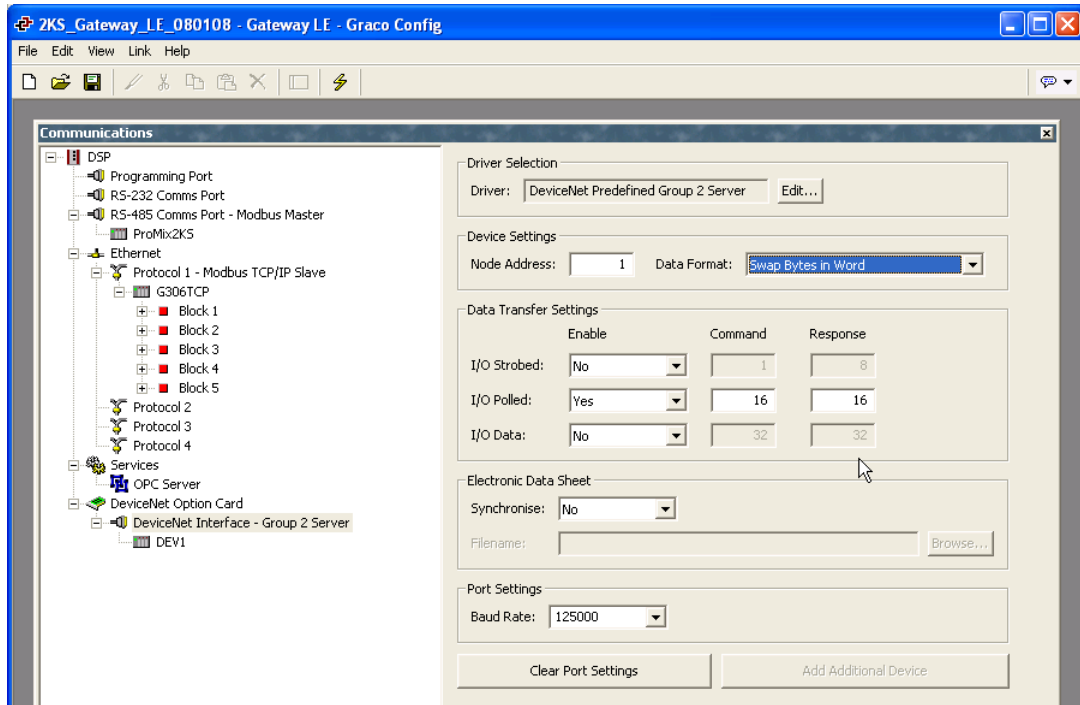 2KS_Gateway_LE_080108 - Gateway LE - Graco Config
File Edit View Link Help
Communications
DSP
Programming Port
RS-232 Comms Port
RS-485 Comms Port - Modbus Master
ProMix2KS
Ethernet
Protocol 1 - Modbus TCP/IP Slave
G306TCP
Block 1
Block 2
Block 3
Block 4
Block 5
Protocol 2
Protocol 3
Protocol 4
Services
OPC Server
DeviceNet Option Card
DeviceNet Interface - Group 2 Server
DEV1
Driver Selection
Driver: DeviceNet Predefined Group 2 Server Edit...
Device Settings
Node Address: 1 Data Format: Swap Bytes in Word
Data Transfer Settings
Enable Command Response
I/O Strobed: No 1 8
I/O Polled: Yes 16 16
I/O Data: No 32 32
Electronic Data Sheet
Synchronise: No
Filename: Browse...
Port Settings
Baud Rate: 125000
Clear Port Settings Add Additional Device